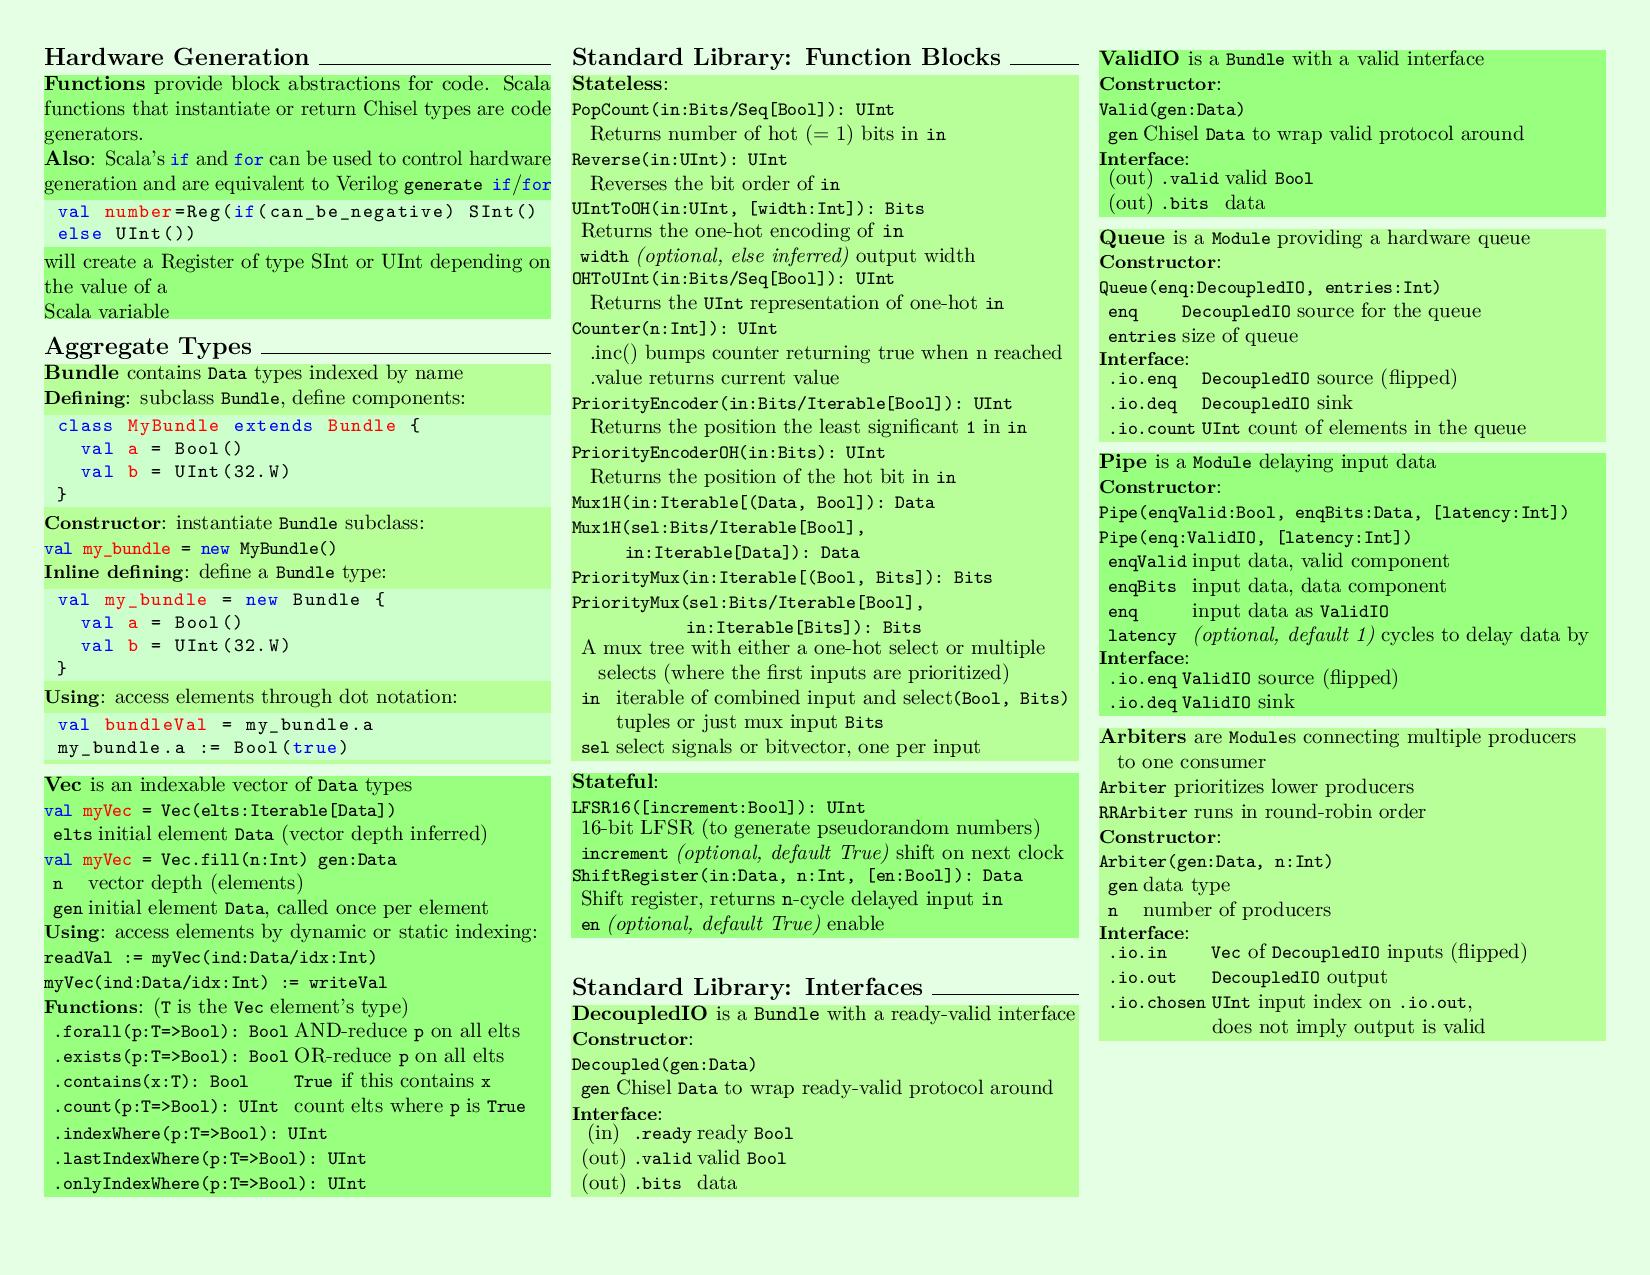 Hardware Generation
Functions provide block abstractions for code. Scala
functions that instantiate or return Chisel types are code
generators.
Also: Scala's if and for can be used to control hardware
generation and are equivalent to Verilog generate if/for
val number=Reg(if(can_be_negative) SInt()
else UInt())
will create a Register of type SInt or UInt depending on
the value of a
Scala variable
Aggregate Types
Bundle contains Data types indexed by name
Defining: subclass Bundle, define components:
class MyBundle extends Bundle {
val a = Bool()
val b = UInt(32.W)
}
Constructor: instantiate Bundle subclass:
val my_bundle = new MyBundle()
Inline defining: define a Bundle type:
val my_bundle = new Bundle {
val a = Bool()
val b = UInt(32.W)
}
Using: access elements through dot notation:
val bundleVal = my_bundle.a
my_bundle.a := Bool(true)
Vec is an indexable vector of Data types
val myVec = Vec(elts:Iterable[Data])
elts initial element Data (vector depth inferred)
val myVec = Vec.fill(n:Int) gen:Data
n vector depth (elements)
gen initial element Data, called once per element
Using: access elements by dynamic or static indexing:
readVal := myVec(ind:Data/idx:Int)
myVec(ind:Data/idx:Int) := writeVal
Functions: (T is the Vec element's type)
.forall(p:T=>Bool): Bool AND-reduce p on all elts
.exists(p:T=>Bool): Bool OR-reduce p on all elts
.contains(x:T): Bool True if this contains x
.count(p:T=>Bool): UInt count elts where p is True
.indexWhere(p:T=>Bool): UInt
.lastIndexWhere(p:T=>Bool): UInt
.onlyIndexWhere(p:T=>Bool): UInt
Standard Library: Function Blocks
Stateless:
PopCount(in:Bits/Seq[Bool]): UInt
Returns number of hot (= 1) bits in in
Reverse(in:UInt): UInt
Reverses the bit order of in
UIntToOH(in:UInt, [width:Int]): Bits
Returns the one-hot encoding of in
width (optional, else inferred) output width
OHToUInt(in:Bits/Seq[Bool]): UInt
Returns the UInt representation of one-hot in
Counter(n:Int]): UInt
.inc() bumps counter returning true when n reached
.value returns current value
PriorityEncoder(in:Bits/Iterable[Bool]): UInt
Returns the position the least significant 1 in in
PriorityEncoderOH(in:Bits): UInt
Returns the position of the hot bit in in
Mux1H(in:Iterable[(Data, Bool]): Data
Mux1H(sel:Bits/Iterable[Bool],
in:Iterable[Data]): Data
PriorityMux(in:Iterable[(Bool, Bits]): Bits
PriorityMux(sel:Bits/Iterable[Bool],
in:Iterable[Bits]): Bits
A mux tree with either a one-hot select or multiple
selects (where the first inputs are prioritized)
in iterable of combined input and select(Bool, Bits)
tuples or just mux input Bits
sel select signals or bitvector, one per input
Stateful:
LFSR16([increment:Bool]): UInt
16-bit LFSR (to generate pseudorandom numbers)
increment (optional, default True) shift on next clock
ShiftRegister(in:Data, n:Int, [en:Bool]): Data
Shift register, returns n-cycle delayed input in
en (optional, default True) enable
Standard Library: Interfaces
DecoupledIO is a Bundle with a ready-valid interface
Constructor:
Decoupled(gen:Data)
gen Chisel Data to wrap ready-valid protocol around
Interface:
(in) .ready ready Bool
(out) .valid valid Bool
(out) .bits data
ValidIO is a Bundle with a valid interface
Constructor:
Valid(gen:Data)
gen Chisel Data to wrap valid protocol around
Interface:
(out) .valid valid Bool
(out) .bits data
Queue is a Module providing a hardware queue
Constructor:
Queue(enq:DecoupledIO, entries:Int)
enq DecoupledIO source for the queue
entries size of queue
Interface:
.io.enq DecoupledIO source (flipped)
.io.deq DecoupledIO sink
.io.count UInt count of elements in the queue
Pipe is a Module delaying input data
Constructor:
Pipe(enqValid:Bool, enqBits:Data, [latency:Int])
Pipe(enq:ValidIO, [latency:Int])
enqValid input data, valid component
enqBits input data, data component
enq input data as ValidIO
latency (optional, default 1) cycles to delay data by
Interface:
.io.enq ValidIO source (flipped)
.io.deq ValidIO sink
Arbiters are Modules connecting multiple producers
to one consumer
Arbiter prioritizes lower producers
RRArbiter runs in round-robin order
Constructor:
Arbiter(gen:Data, n:Int)
gen data type
n number of producers
Interface:
.io.in Vec of DecoupledIO inputs (flipped)
.io.out DecoupledIO output
.io.chosen UInt input index on .io.out,
does not imply output is valid